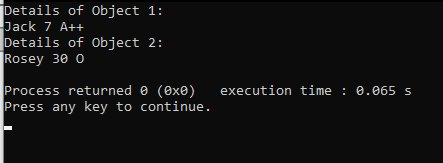 Details of Object 1:
Jack 7 A++
Details of Object 2:
Rosey 30 O

Process returned 0 (0x0)   execution time : 0.065 s
Press any key to continue.